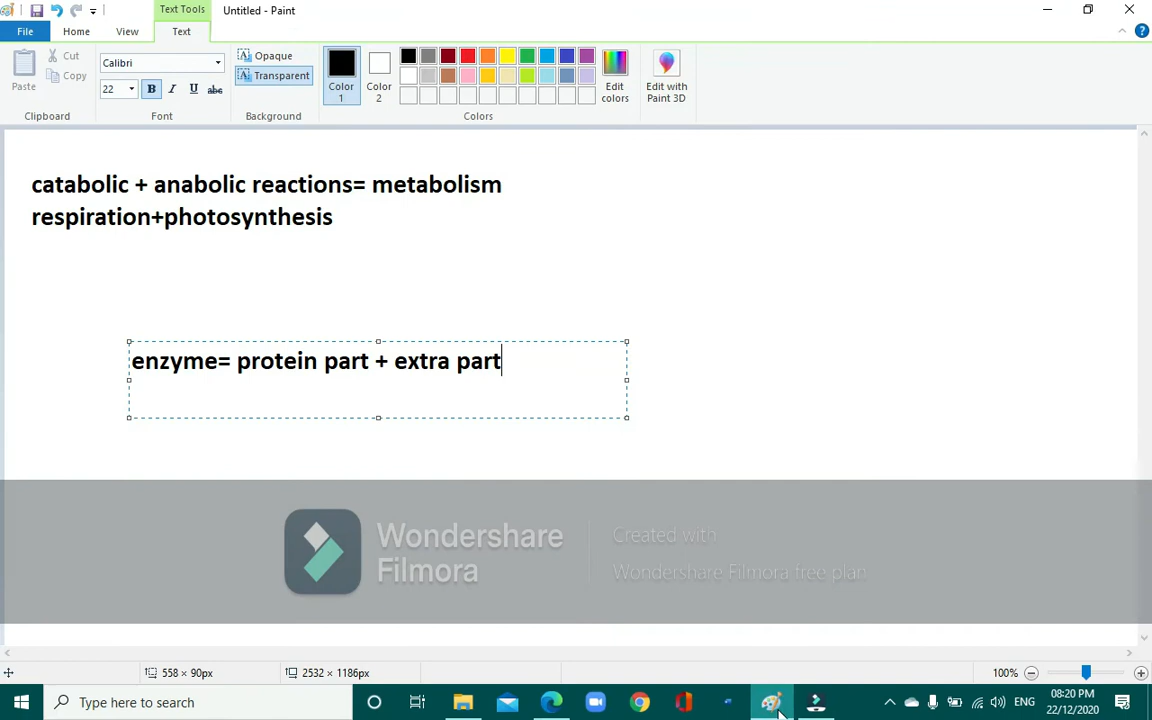 Text Tools
Untitled - Paint
File
Home
View
Text
Paste
Cut
Copy
Clipboard
Calibri
22
B
I
U
abc
Font
Opaque
Transparent
Background
Color 1
Color 2
Edit colors
Colors
Edit with Paint 3D
catabolic + anabolic reactions= metabolism
respiration+photosynthesis
enzyme= protein part + extra part
Wondershare
Filmora
Created with
Wondershare Filmora free plan
558 × 90px
2532 × 1186px
100%
Type here to search
ENG
08:20 PM
22/12/2020